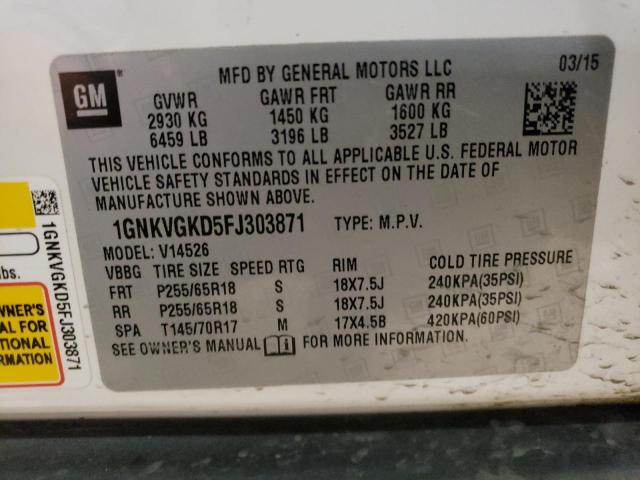 GM
MFD BY GENERAL MOTORS LLC 03/15
GVWR GAWR FRT GAWR RR
2930 KG 1450 KG 1600 KG
6459 LB 3196 LB 3527 LB
THIS VEHICLE CONFORMS TO ALL APPLICABLE U.S. FEDERAL MOTOR
VEHICLE SAFETY STANDARDS IN EFFECT ON THE DATE OF
MANUFACTURE SHOWN ABOVE.
1GNKVGKD5FJ303871 TYPE: M.P.V.
MODEL: V14526
VBBG TIRE SIZE SPEED RTG RIM COLD TIRE PRESSURE
FRT P255/65R18 S 18X7.5J 240KPA(35PSI)
RR P255/65R18 S 18X7.5J 240KPA(35PSI)
SPA T145/70R17 M 17X4.5B 420KPA(60PSI)
SEE OWNER'S MANUAL FOR MORE INFORMATION.
1GNKVGKD5FJ303871
lbs.
OWNER'S
AL FOR
TIONAL
RMATION